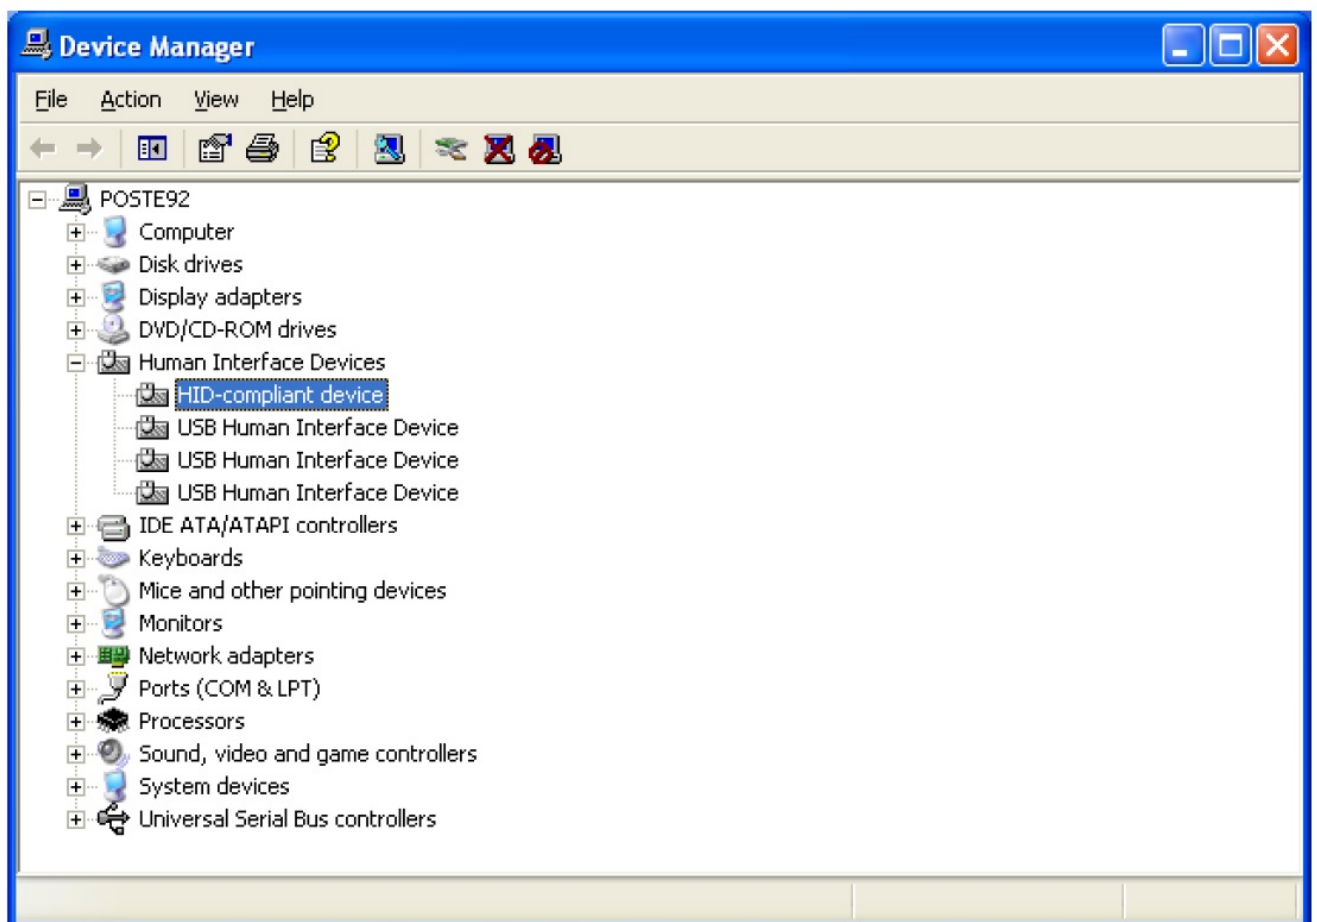 Device Manager
File Action View Help
POSTE92
Computer
Disk drives
Display adapters
DVD/CD-ROM drives
Human Interface Devices
HID-compliant device
USB Human Interface Device
USB Human Interface Device
USB Human Interface Device
IDE ATA/ATAPI controllers
Keyboards
Mice and other pointing devices
Monitors
Network adapters
Ports (COM & LPT)
Processors
Sound, video and game controllers
System devices
Universal Serial Bus controllers